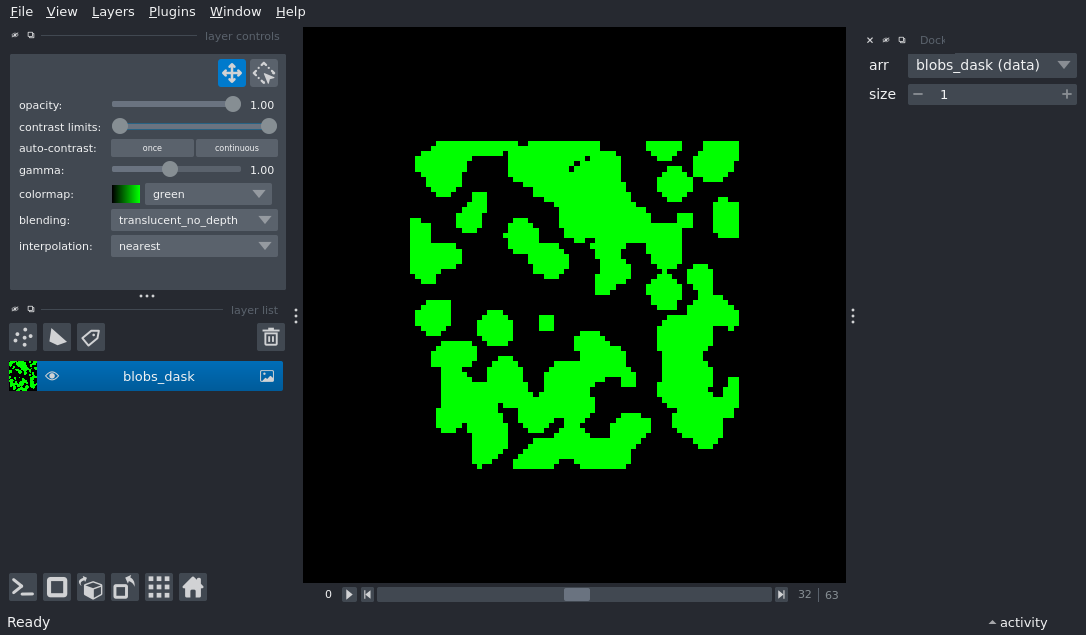 File View Layers Plugins Window Help
layer controls
opacity: 1.00
contrast limits:
auto-contrast: once continuous
gamma: 1.00
colormap: green
blending: translucent_no_depth
interpolation: nearest
layer list
blobs_dask
0 32 63
Dock
arr blobs_dask (data)
size 1
Ready
activity